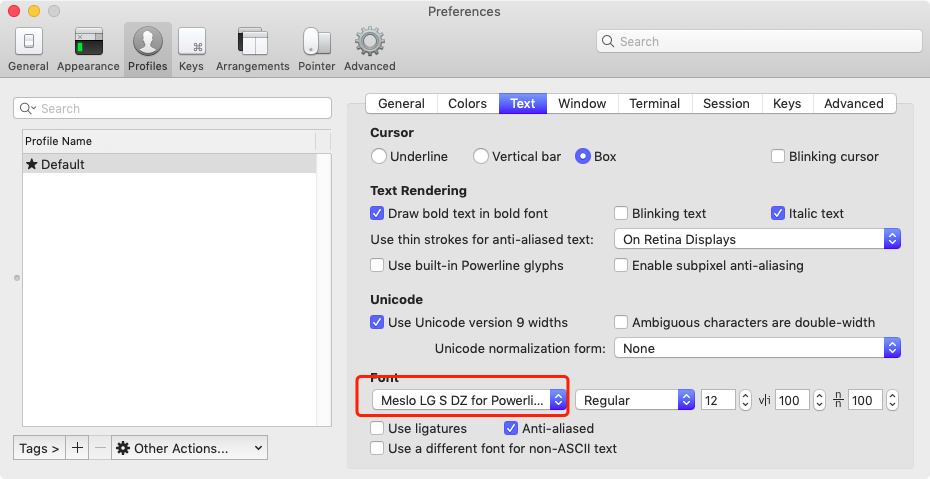 Preferences
General Appearance Profiles Keys Arrangements Pointer Advanced
Search
Search
Profile Name
★ Default
Tags > + − Other Actions...
General Colors Text Window Terminal Session Keys Advanced
Cursor
Underline Vertical bar Box Blinking cursor
Text Rendering
Draw bold text in bold font Blinking text Italic text
Use thin strokes for anti-aliased text: On Retina Displays
Use built-in Powerline glyphs Enable subpixel anti-aliasing
Unicode
Use Unicode version 9 widths Ambiguous characters are double-width
Unicode normalization form: None
Font
Meslo LG S DZ for Powerli... Regular 12 v|i 100 n/n 100
Use ligatures Anti-aliased
Use a different font for non-ASCII text